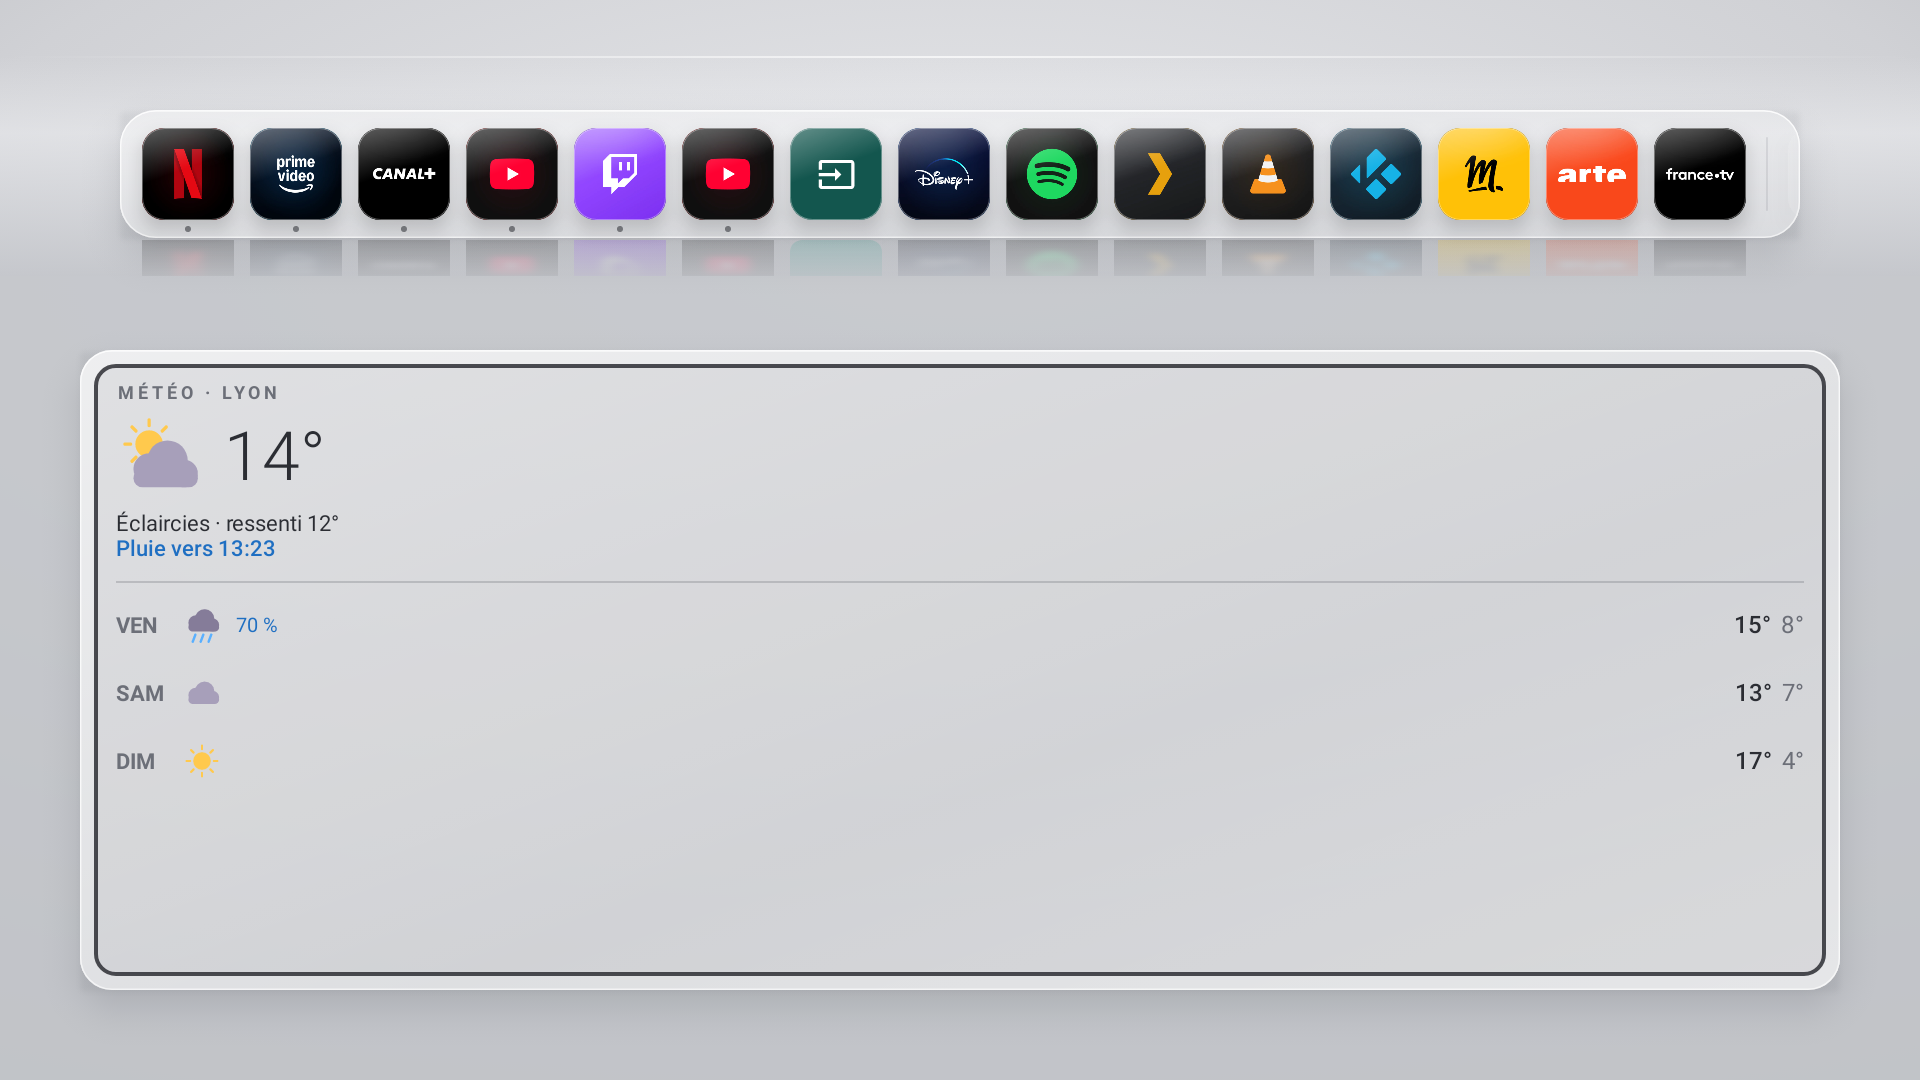 prime video
CANAL+
Disney+
m.
arte
france•tv
MÉTÉO · LYON
14°
Éclaircies · ressenti 12°
Pluie vers 13:23
VEN 70 % 15° 8°
SAM 13° 7°
DIM 17° 4°